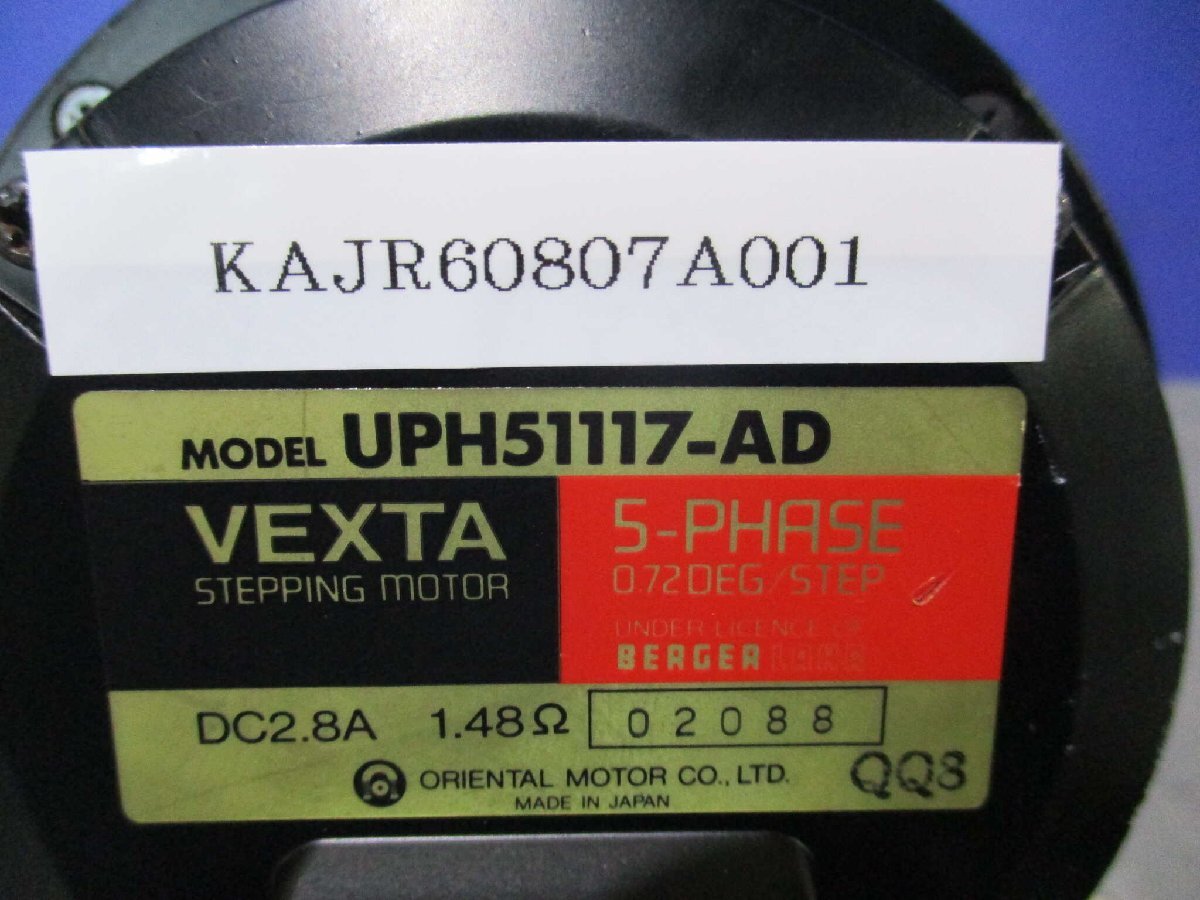 KAJR60807A001
MODEL UPH51117-AD
VEXTA
STEPPING MOTOR
5-PHASE
0.72DEG/STEP
UNDER LICENCE OF
BERGER LAHR
DC2.8A 1.48Ω 02088
ORIENTAL MOTOR CO., LTD.
MADE IN JAPAN
QQ8